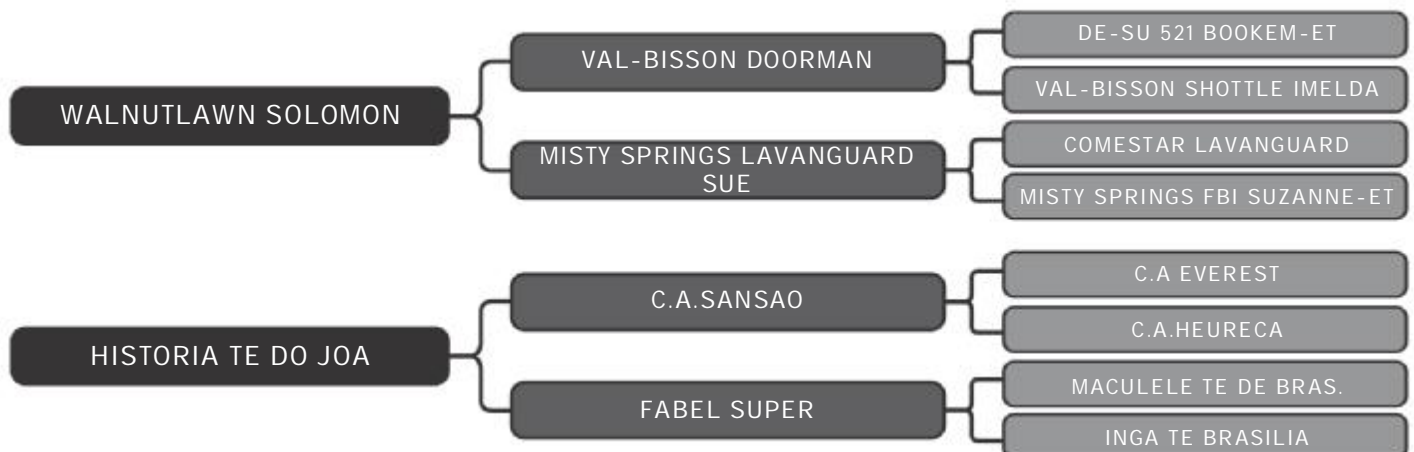 WALNUTLAWN SOLOMON
VAL-BISSON DOORMAN
DE-SU 521 BOOKEM-ET
VAL-BISSON SHOTTLE IMELDA
MISTY SPRINGS LAVANGUARD
SUE
COMESTAR LAVANGUARD
MISTY SPRINGS FBI SUZANNE-ET
HISTORIA TE DO JOA
C.A.SANSAO
C.A EVEREST
C.A.HEURECA
FABEL SUPER
MACULELE TE DE BRAS.
INGA TE BRASILIA